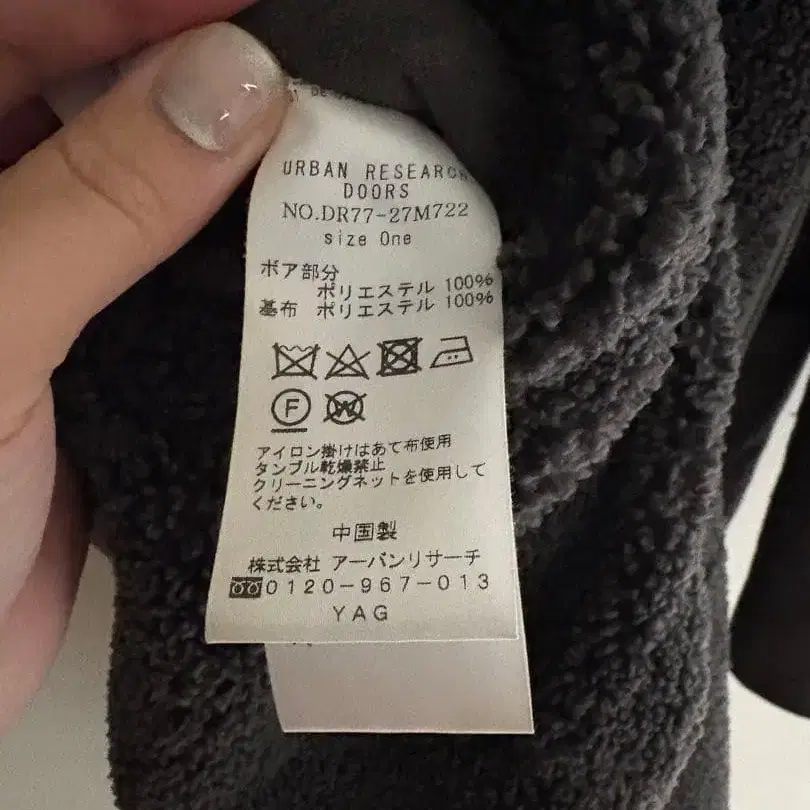 URBAN RESEARCH
DOORS
NO.DR77-27M722
size One
ボア部分
ポリエステル 100%
基布 ポリエステル 100%
F
W
アイロン掛けはあて布使用
タンブル乾燥禁止
クリーニングネットを使用して
ください。
中国製
株式会社 アーバンリサーチ
0120-967-013
YAG